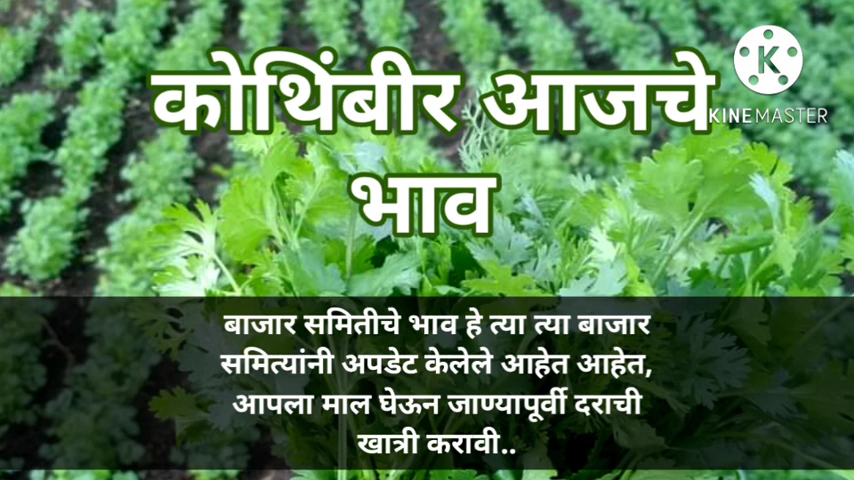 कोथिंबीर आजचे
KINEMASTER
भाव
बाजार समितीचे भाव हे त्या त्या बाजार
समित्यांनी अपडेट केलेले आहेत आहेत,
आपला माल घेऊन जाण्यापूर्वी दराची
खात्री करावी..